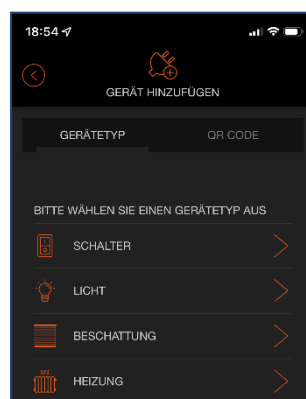 18:54
GERÄT HINZUFÜGEN
GERÄTETYP QR CODE
BITTE WÄHLEN SIE EINEN GERÄTETYP AUS
SCHALTER
LICHT
BESCHATTUNG
HEIZUNG